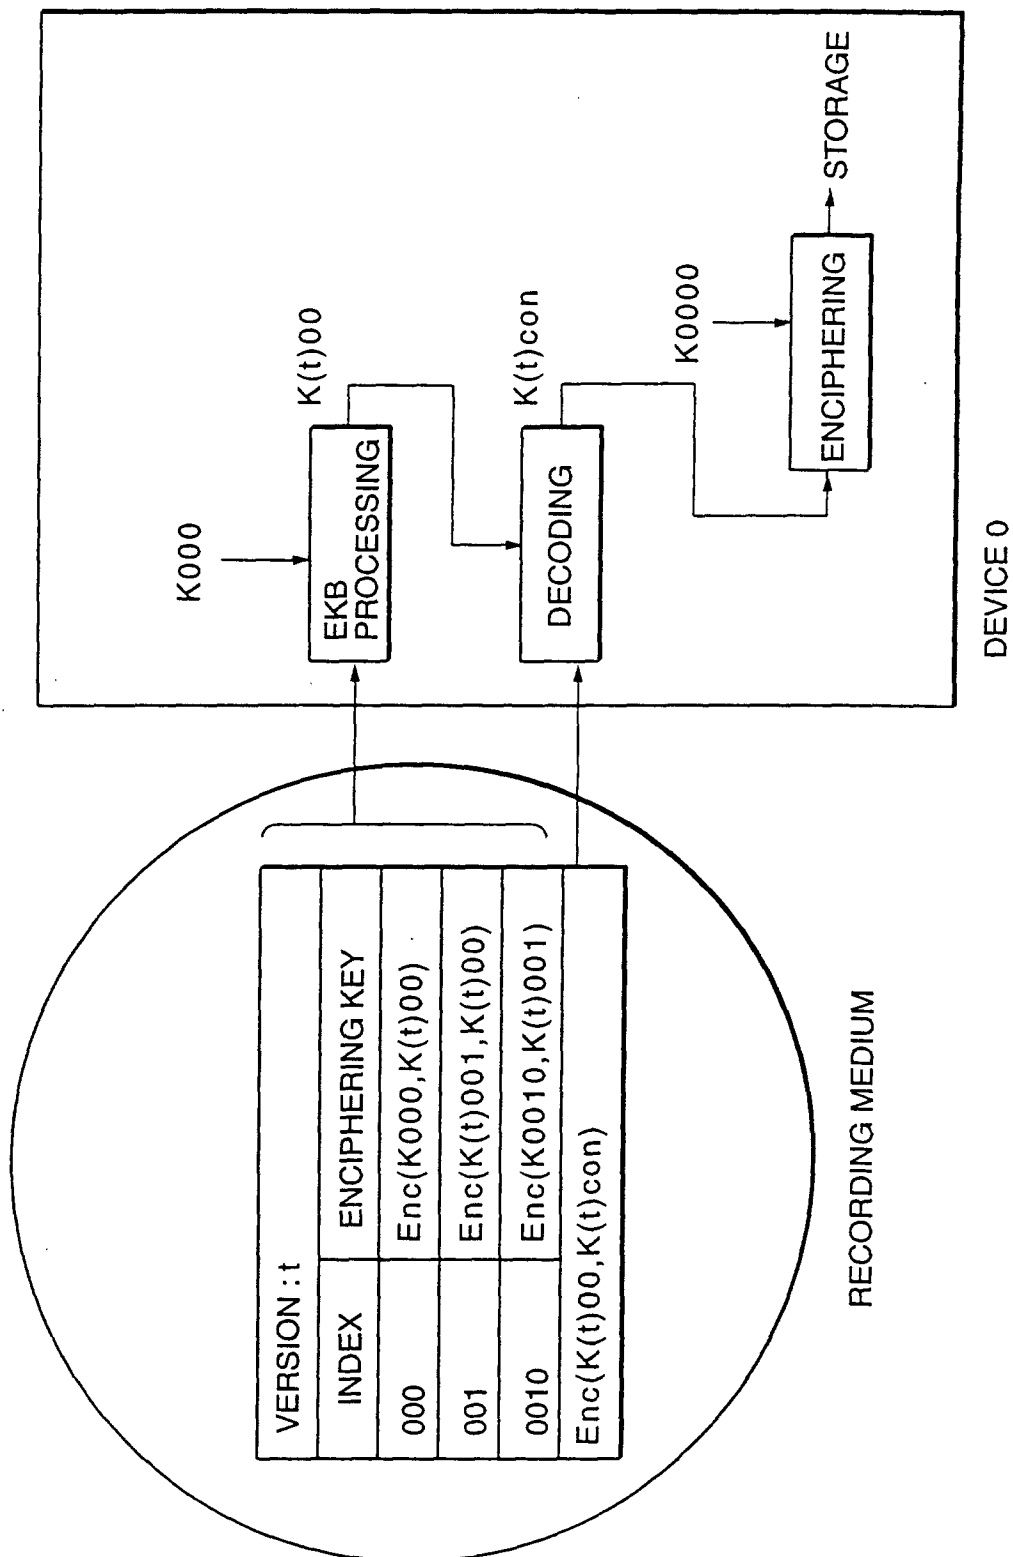 VERSION : t
INDEX
ENCIPHERING KEY
000
Enc(K000,K(t)00)
001
Enc(K(t)001,K(t)00)
0010
Enc(K0010,K(t)001)
Enc(K(t)00,K(t)con)
RECORDING MEDIUM
K000
EKB
PROCESSING
K(t)00
DECODING
K(t)con
K0000
ENCIPHERING
STORAGE
DEVICE 0